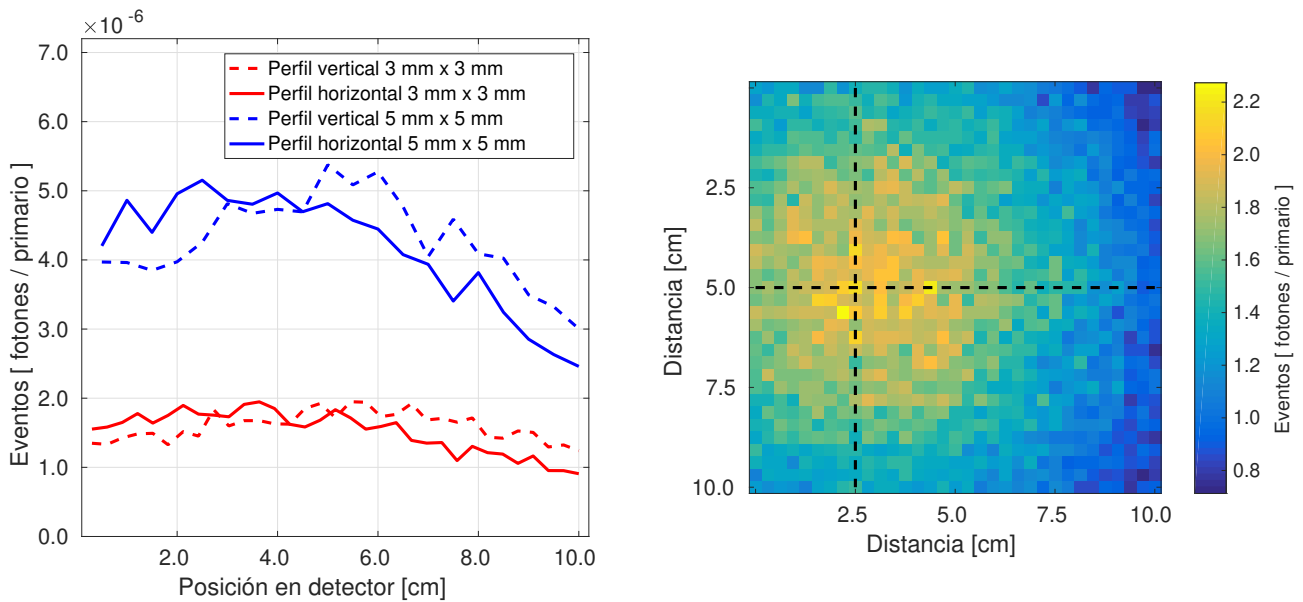 ×10⁻⁶
7.0
6.0
5.0
4.0
3.0
2.0
1.0
0.0
Eventos [ fotones / primario ]
Perfil vertical 3 mm x 3 mm
Perfil horizontal 3 mm x 3 mm
Perfil vertical 5 mm x 5 mm
Perfil horizontal 5 mm x 5 mm
2.0 4.0 6.0 8.0 10.0
Posición en detector [cm]
2.5
5.0
7.5
10.0
Distancia [cm]
2.5 5.0 7.5 10.0
Distancia [cm]
2.2
2.0
1.8
1.6
1.4
1.2
1.0
0.8
Eventos [ fotones / primario ]